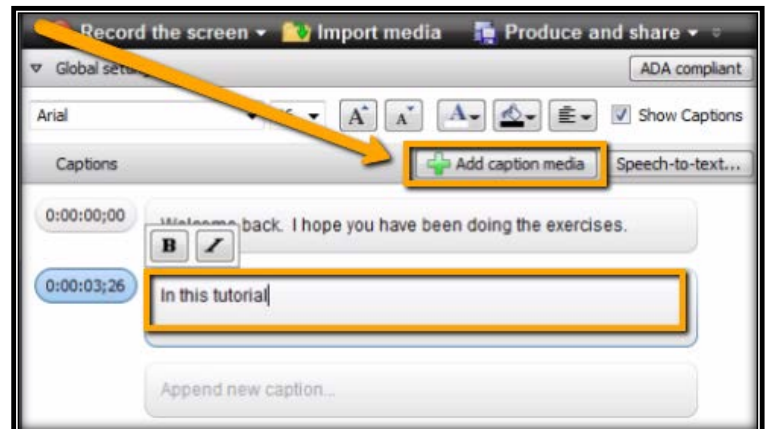 Record the screen Import media Produce and share
Global ADA compliant
Arial Show Captions
Captions Add caption media Speech-to-text...
0:00:00;00 Welcome back. I hope you have been doing the exercises.
B I
0:00:03;26 In this tutorial
Append new caption...